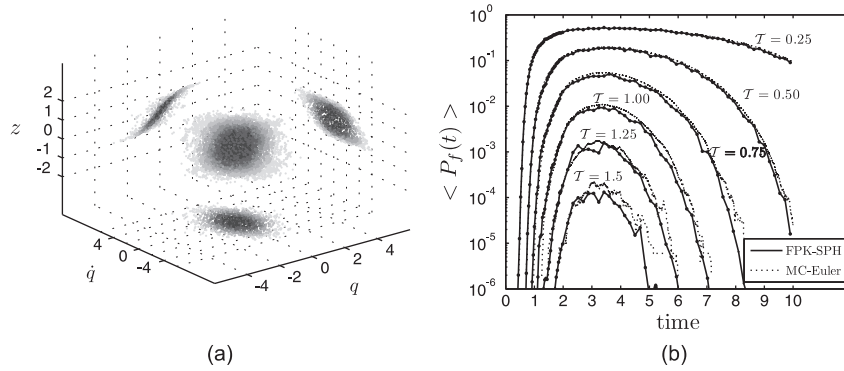 2
1
0
-1
-2
z
4
0
-4
q̇
-4
-2
0
2
4
q
(a)
10^0
10^-1
10^-2
10^-3
10^-4
10^-5
10^-6
< P_f(t) >
𝒯 = 0.25
𝒯 = 0.50
𝒯 = 1.00
𝒯 = 0.75
𝒯 = 1.25
𝒯 = 1.5
FPK-SPH
MC-Euler
0 1 2 3 4 5 6 7 8 9 10
time
(b)